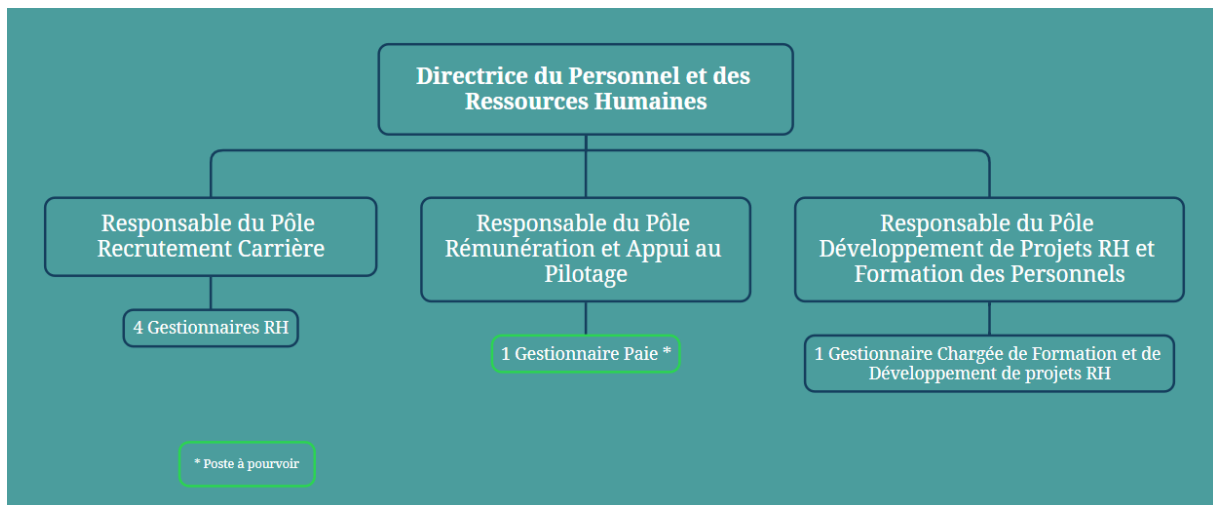 Directrice du Personnel et des
Ressources Humaines
Responsable du Pôle
Recrutement Carrière
Responsable du Pôle
Rémunération et Appui au
Pilotage
Responsable du Pôle
Développement de Projets RH et
Formation des Personnels
4 Gestionnaires RH
1 Gestionnaire Paie *
1 Gestionnaire Chargée de Formation et de
Développement de projets RH
* Poste à pourvoir